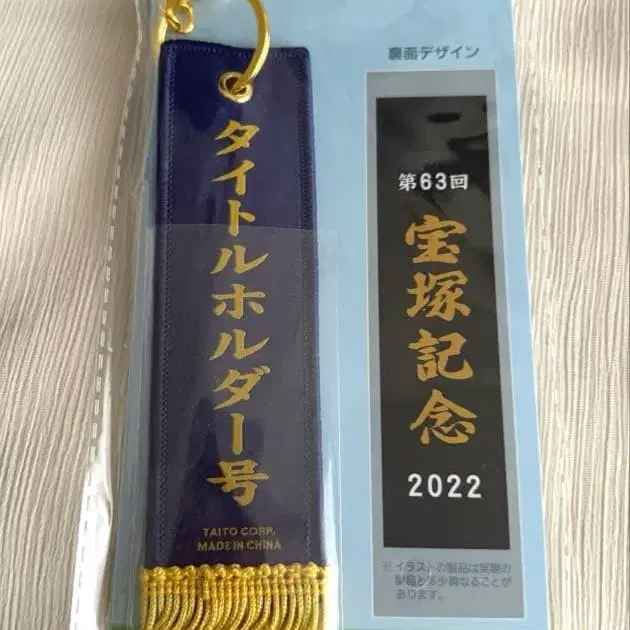 タイトルホルダー号
TAITO CORP.
MADE IN CHINA
裏面デザイン
第63回
宝塚記念
2022
※イラストの製品は実際の
製品と多少異なることが
あります。